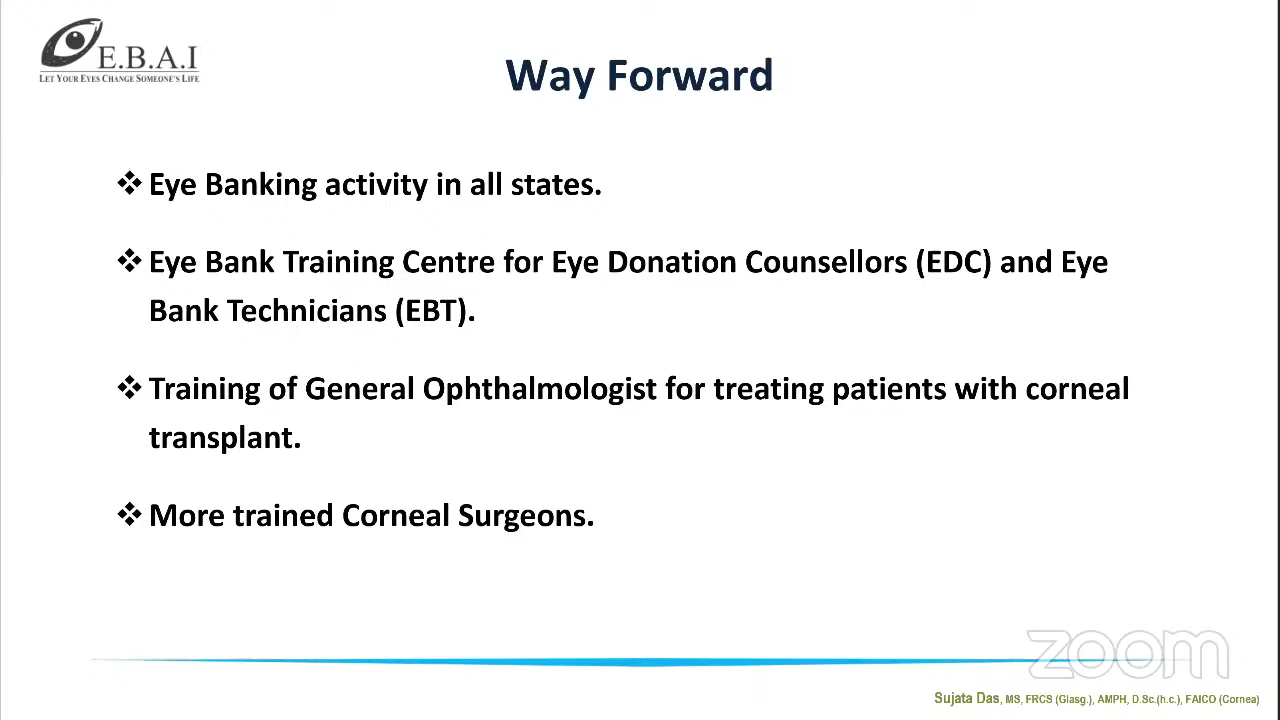 E.B.A.I
LET YOUR EYES CHANGE SOMEONE'S LIFE
Way Forward
❖ Eye Banking activity in all states.
❖ Eye Bank Training Centre for Eye Donation Counsellors (EDC) and Eye
Bank Technicians (EBT).
❖ Training of General Ophthalmologist for treating patients with corneal
transplant.
❖ More trained Corneal Surgeons.
zoom
Sujata Das, MS, FRCS (Glasg.), AMPH, D.Sc.(h.c.), FAICO (Cornea)